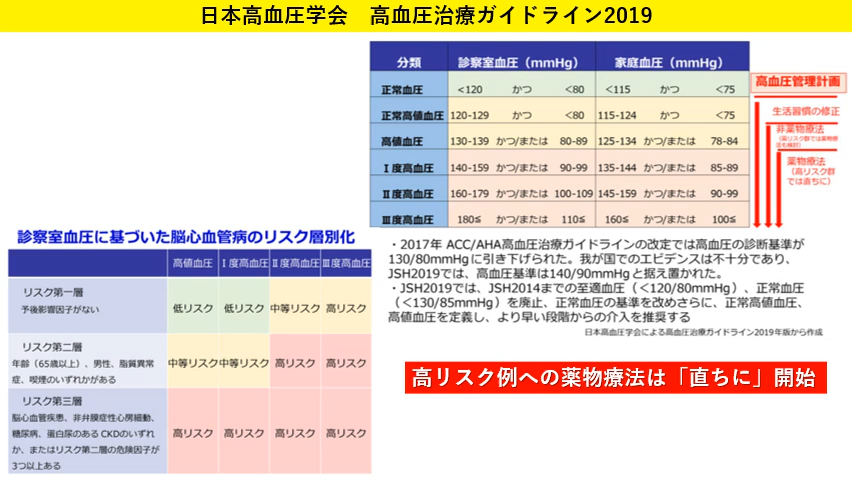 日本高血圧学会　高血圧治療ガイドライン2019
分類 診察室血圧（mmHg） 家庭血圧（mmHg）
正常血圧 <120 かつ <80 <115 かつ <75
正常高値血圧 120-129 かつ <80 115-124 かつ <75
高値血圧 130-139 かつ/または 80-89 125-134 かつ/または 78-84
Ⅰ度高血圧 140-159 かつ/または 90-99 135-144 かつ/または 85-89
Ⅱ度高血圧 160-179 かつ/または 100-109 145-159 かつ/または 90-99
Ⅲ度高血圧 180≦ かつ/または 110≦ 160≦ かつ/または 100≦
高血圧管理計画
生活習慣の修正
非薬物療法
（高リスク群では薬物療
法も検討）
薬物療法
（高リスク群
では直ちに）
・2017年 ACC/AHA高血圧治療ガイドラインの改定では高血圧の診断基準が
130/80mmHgに引き下げられた。我が国でのエビデンスは不十分であり、
JSH2019では、高血圧基準は140/90mmHgと据え置かれた。
・JSH2019では、JSH2014までの至適血圧（<120/80mmHg）、正常血圧
（<130/85mmHg）を廃止、正常血圧の基準を改めさらに、正常高値血圧、
高値血圧を定義し、より早い段階からの介入を推奨する
日本高血圧学会による高血圧治療ガイドライン2019年版から作成
高リスク例への薬物療法は「直ちに」開始
診察室血圧に基づいた脳心血管病のリスク層別化
高値血圧 Ⅰ度高血圧 Ⅱ度高血圧 Ⅲ度高血圧
リスク第一層
予後影響因子がない
低リスク 低リスク 中等リスク 高リスク
リスク第二層
年齢（65歳以上）、男性、脂質異常
症、喫煙のいずれかがある
中等リスク 中等リスク 高リスク 高リスク
リスク第三層
脳心血管疾患、非弁膜症性心房細動、
糖尿病、蛋白尿のあるCKDのいずれ
か、またはリスク第二層の危険因子が
3つ以上ある
高リスク 高リスク 高リスク 高リスク